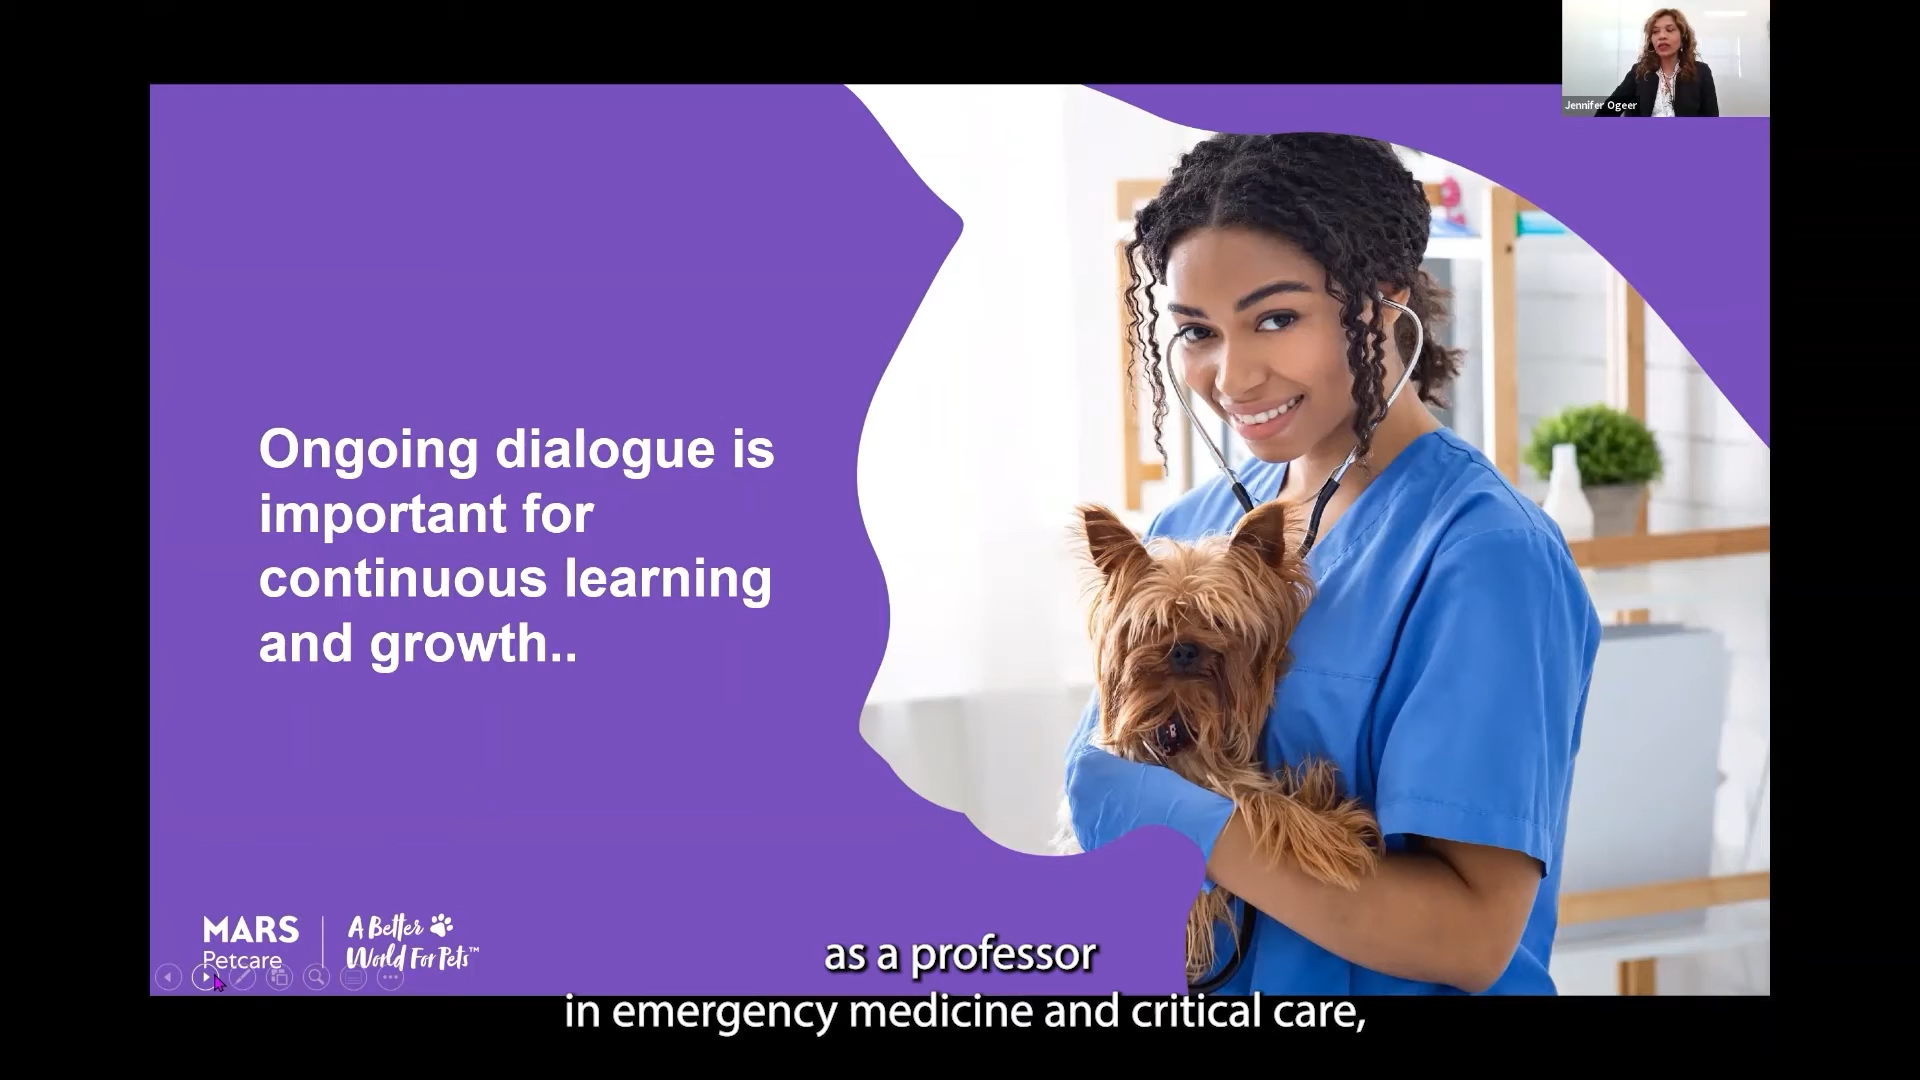 Jennifer Ogeer
Ongoing dialogue is
important for
continuous learning
and growth..
MARS
Petcare
A Better
World For Pets™
as a professor
in emergency medicine and critical care,